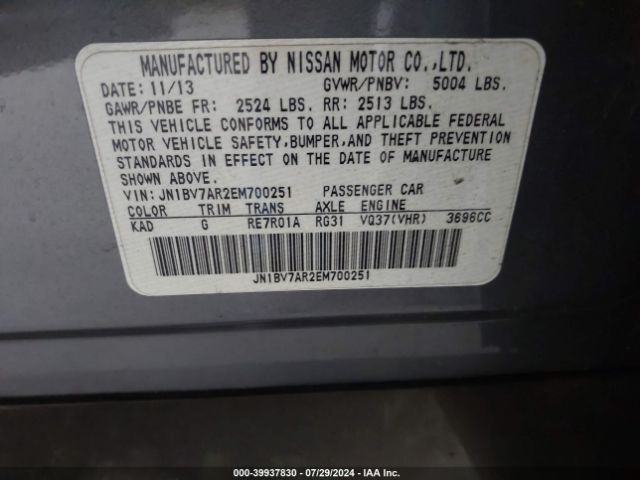 MANUFACTURED BY NISSAN MOTOR CO.,LTD.
DATE: 11/13 GVWR/PNBV: 5004 LBS.
GAWR/PNBE FR: 2524 LBS. RR: 2513 LBS.
THIS VEHICLE CONFORMS TO ALL APPLICABLE FEDERAL
MOTOR VEHICLE SAFETY, BUMPER, AND THEFT PREVENTION
STANDARDS IN EFFECT ON THE DATE OF MANUFACTURE
SHOWN ABOVE.
VIN: JN1BV7AR2EM700251 PASSENGER CAR
COLOR TRIM TRANS AXLE ENGINE
KAD G RE7R01A RG31 VQ37(VHR) 3696CC
JN1BV7AR2EM700251
000-39937830 - 07/29/2024 - IAA, LLC